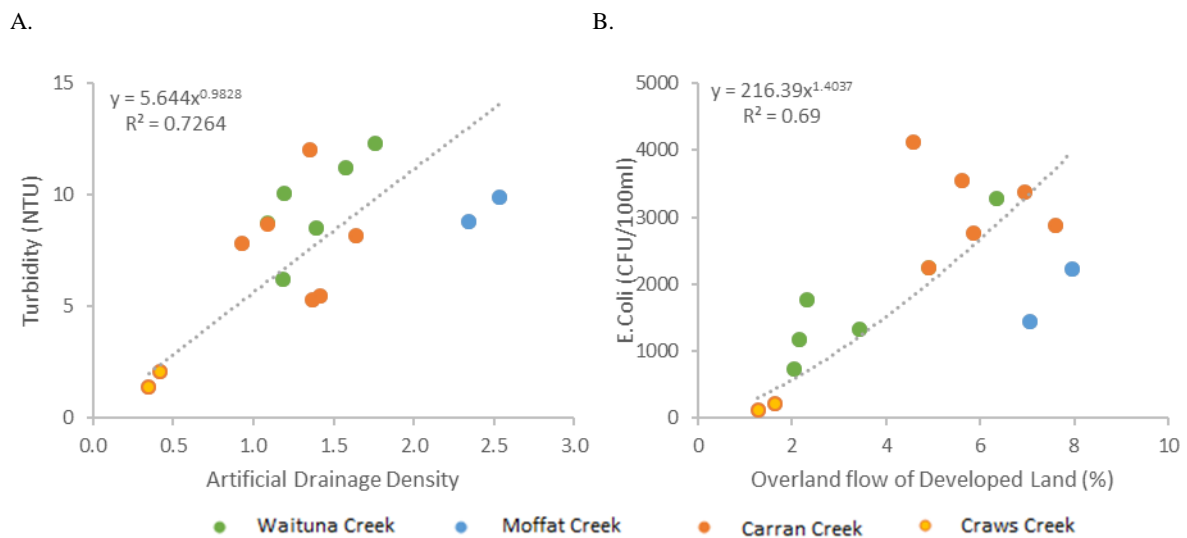 A.
B.
15
10
5
0
Turbidity (NTU)
y = 5.644x^0.9828
R² = 0.7264
0.0 0.5 1.0 1.5 2.0 2.5 3.0
Artificial Drainage Density
5000
4000
3000
2000
1000
0
E.Coli (CFU/100ml)
y = 216.39x^1.4037
R² = 0.69
0 2 4 6 8 10
Overland flow of Developed Land (%)
Waituna Creek Moffat Creek Carran Creek Craws Creek